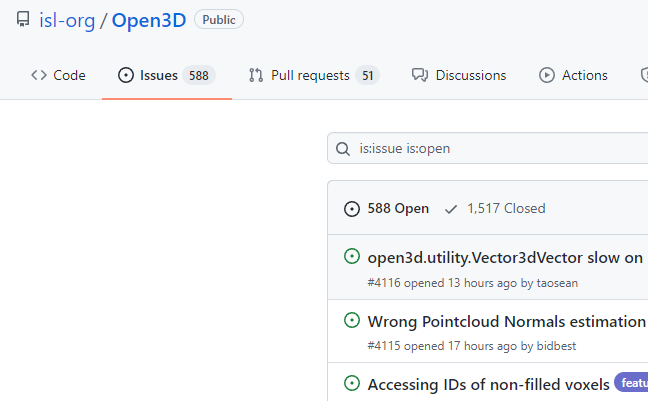 isl-org / Open3D Public
Code Issues 588 Pull requests 51 Discussions Actions
is:issue is:open
588 Open 1,517 Closed
open3d.utility.Vector3dVector slow on
#4116 opened 13 hours ago by taosean
Wrong Pointcloud Normals estimation
#4115 opened 17 hours ago by bidbest
Accessing IDs of non-filled voxels featu